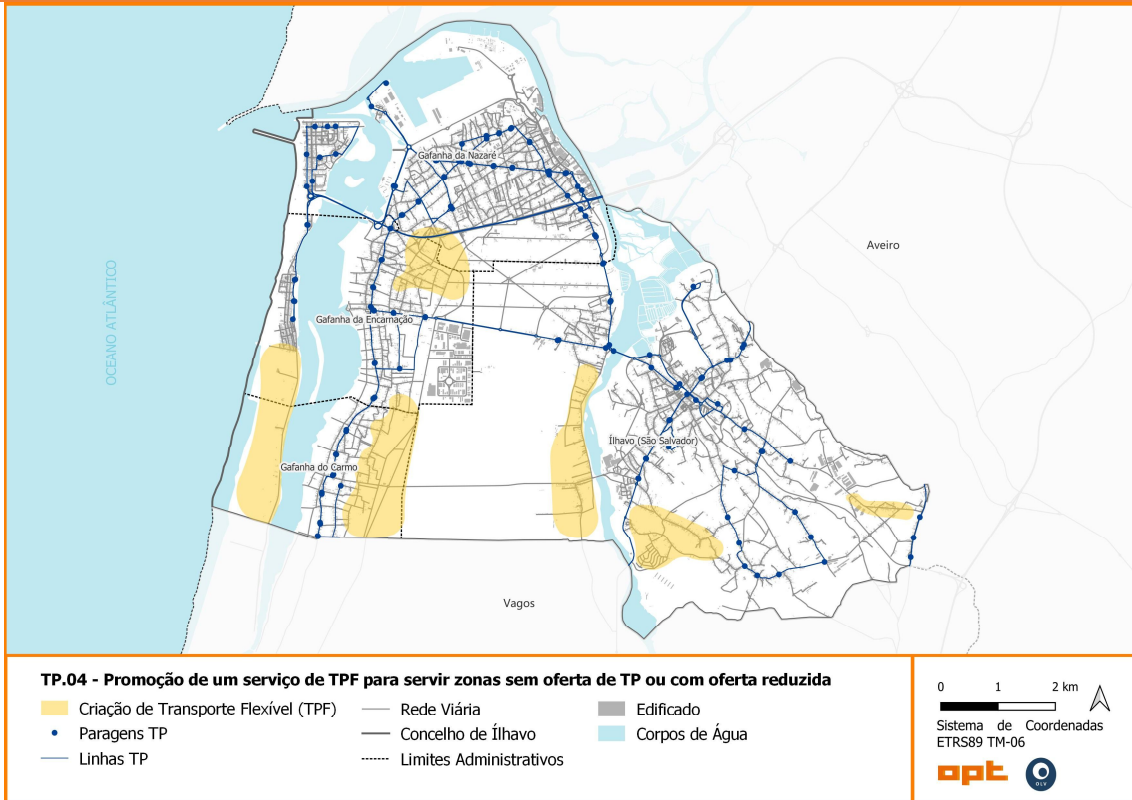 Gafanha da Nazaré
Aveiro
OCEANO ATLÂNTICO
Gafanha da Encarnação
Ílhavo (São Salvador)
Gafanha do Carmo
Vagos
TP.04 - Promoção de um serviço de TPF para servir zonas sem oferta de TP ou com oferta reduzida
Criação de Transporte Flexível (TPF)
Paragens TP
Linhas TP
Rede Viária
Concelho de Ílhavo
Limites Administrativos
Edificado
Corpos de Água
0 1 2 km
Sistema de Coordenadas
ETRS89 TM-06
opt
OLV